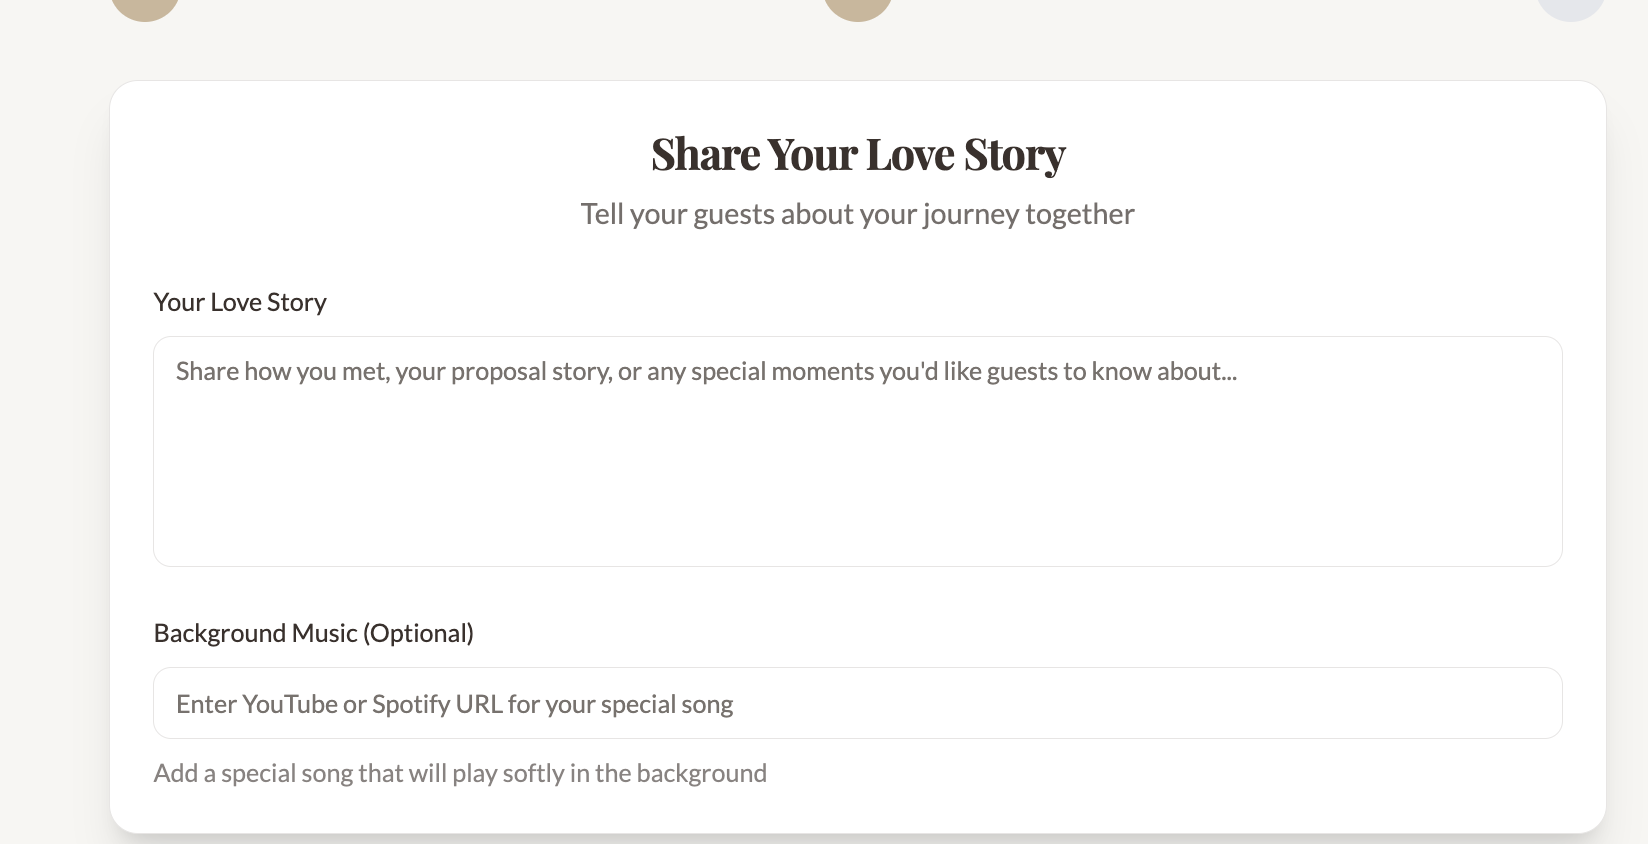 Share Your Love Story
Tell your guests about your journey together
Your Love Story
Share how you met, your proposal story, or any special moments you'd like guests to know about...
Background Music (Optional)
Enter YouTube or Spotify URL for your special song
Add a special song that will play softly in the background